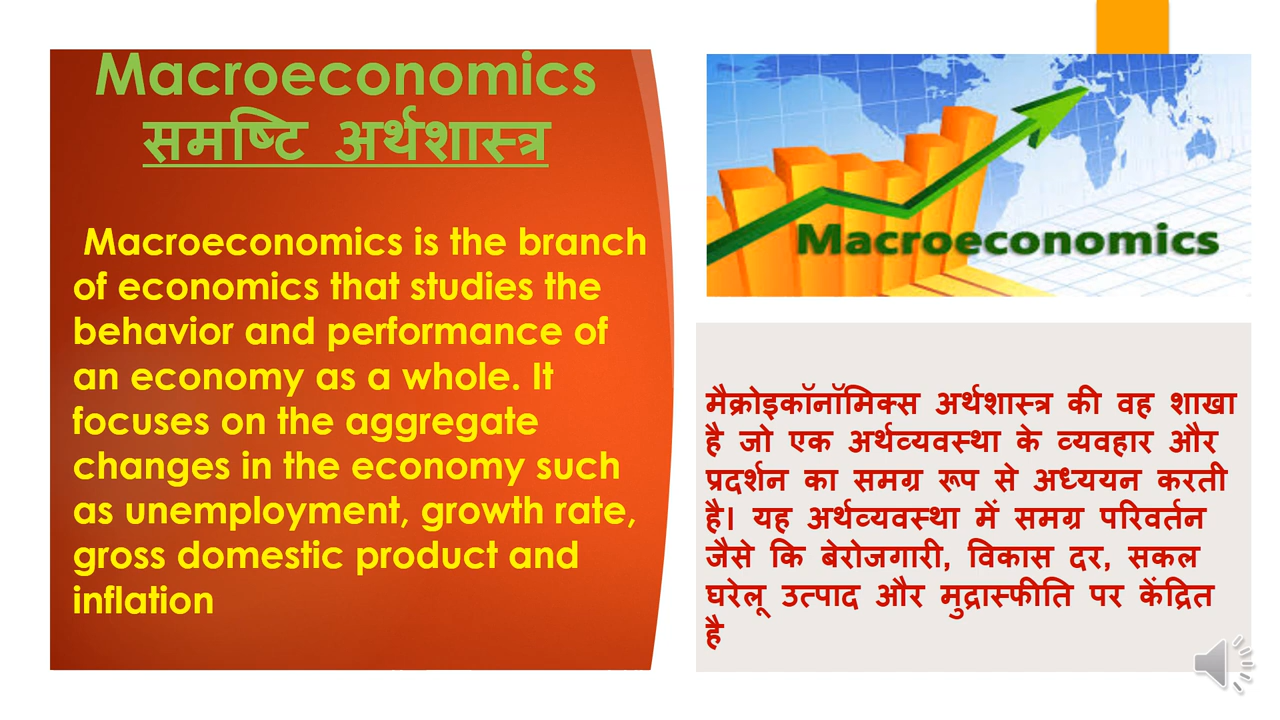 Macroeconomics
समष्टि अर्थशास्त्र
Macroeconomics is the branch
of economics that studies the
behavior and performance of
an economy as a whole. It
focuses on the aggregate
changes in the economy such
as unemployment, growth rate,
gross domestic product and
inflation
Macroeconomics
मैक्रोइकॉनॉमिक्स अर्थशास्त्र की वह शाखा
है जो एक अर्थव्यवस्था के व्यवहार और
प्रदर्शन का समग्र रूप से अध्ययन करती
है। यह अर्थव्यवस्था में समग्र परिवर्तन
जैसे कि बेरोजगारी, विकास दर, सकल
घरेलू उत्पाद और मुद्रास्फीति पर केंद्रित
है